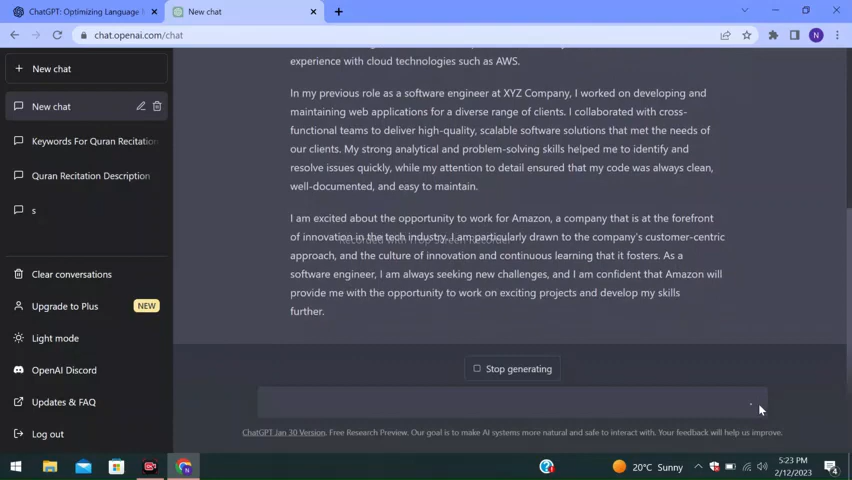 ChatGPT: Optimizing Language
New chat
chat.openai.com/chat
N
New chat
New chat
Keywords For Quran Recitation
Quran Recitation Description
s
Clear conversations
Upgrade to Plus
NEW
Light mode
OpenAI Discord
Updates & FAQ
Log out
experience with cloud technologies such as AWS.
In my previous role as a software engineer at XYZ Company, I worked on developing and
maintaining web applications for a diverse range of clients. I collaborated with cross-
functional teams to deliver high-quality, scalable software solutions that met the needs of
our clients. My strong analytical and problem-solving skills helped me to identify and
resolve issues quickly, while my attention to detail ensured that my code was always clean,
well-documented, and easy to maintain.
I am excited about the opportunity to work for Amazon, a company that is at the forefront
of innovation in the tech industry. I am particularly drawn to the company's customer-centric
Recorded with iTop Screen Recorder
approach, and the culture of innovation and continuous learning that it fosters. As a
software engineer, I am always seeking new challenges, and I am confident that Amazon will
provide me with the opportunity to work on exciting projects and develop my skills
further.
Stop generating
ChatGPT Jan 30 Version. Free Research Preview. Our goal is to make AI systems more natural and safe to interact with. Your feedback will help us improve.
20°C Sunny
5:23 PM
2/12/2023
4